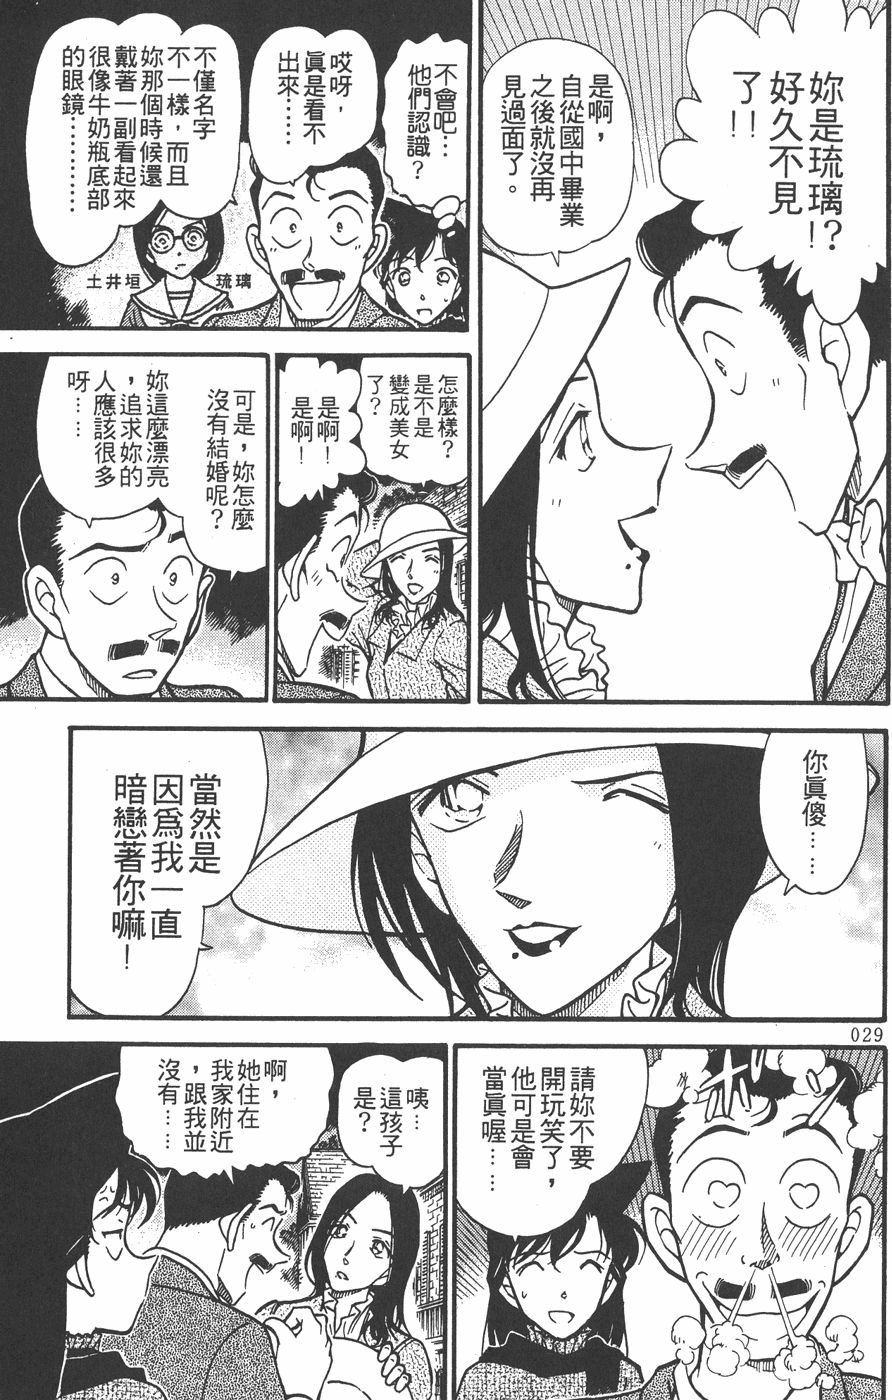 妳是琉璃!?
好久不見
了!!
是啊，
自從國中畢業
之後就沒再
見過面了。
不會吧…
他們認識？
哎呀，
真是看不
出來……
不僅名字
不一樣，而且
妳那個時候還
戴著一副看起來
很像牛奶瓶底部
的眼鏡…………
土井垣 琉璃
怎麼樣？
是不是
變成美女
了？
是啊！
是啊！
可是，妳怎麼
沒有結婚呢？
妳這麼漂亮
，追求妳的
人應該很多
呀……
你真傻……
當然是
因為我一直
暗戀著你嘛！
029
請妳不要
開玩笑了，
他可是會
當真喔……
咦…
這孩子
是？
啊，
她住在
我家附近
，跟我並
沒有……